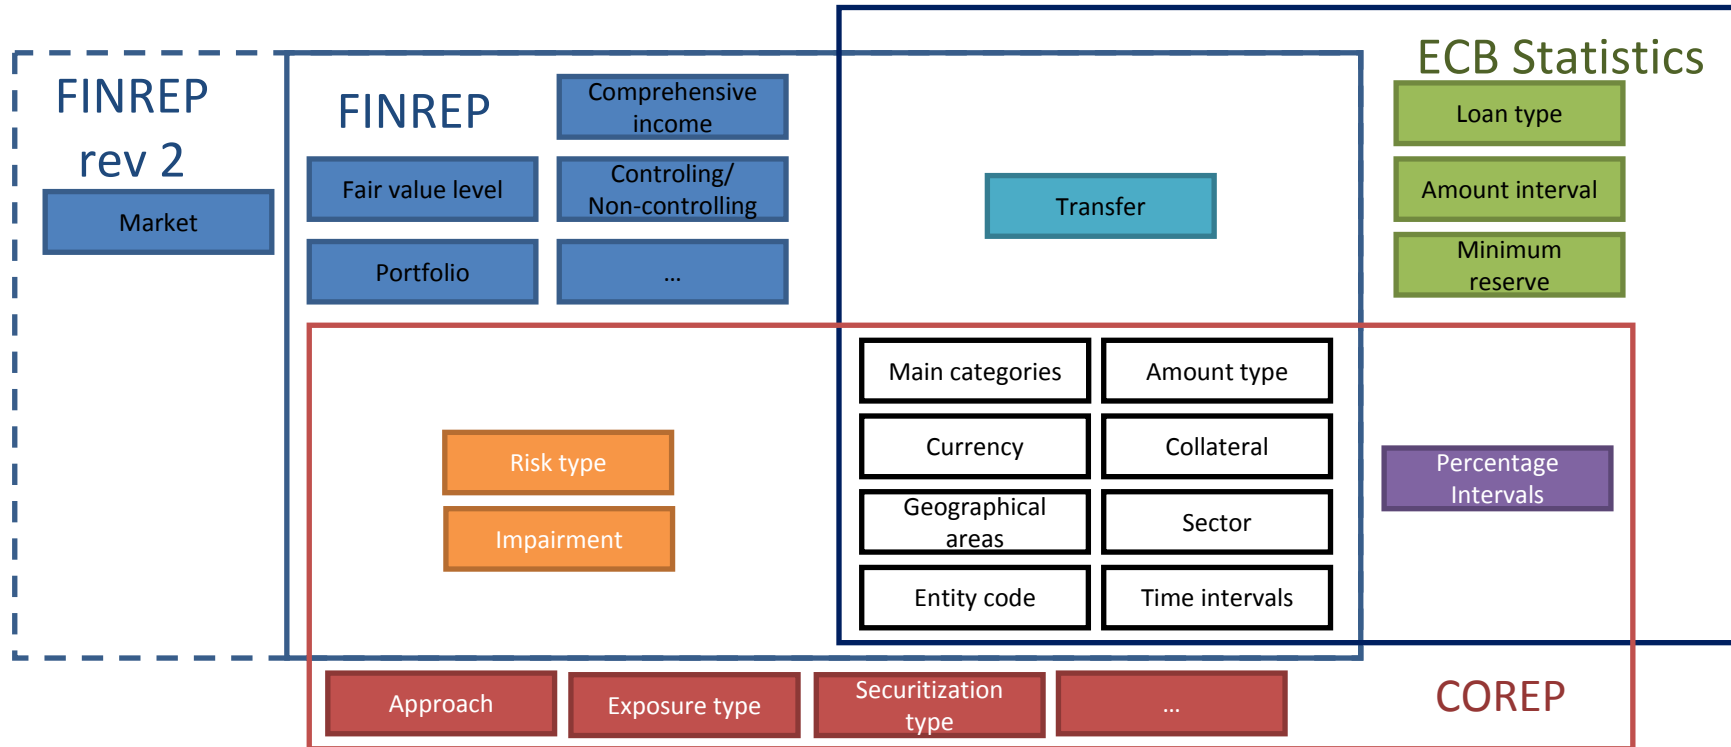 FINREP
rev 2
Market
FINREP
Comprehensive
income
Fair value level
Controling/
Non-controlling
Portfolio
...
Transfer
ECB Statistics
Loan type
Amount interval
Minimum
reserve
Risk type
Impairment
Main categories
Amount type
Currency
Collateral
Geographical
areas
Sector
Entity code
Time intervals
Percentage
Intervals
Approach
Exposure type
Securitization
type
...
COREP